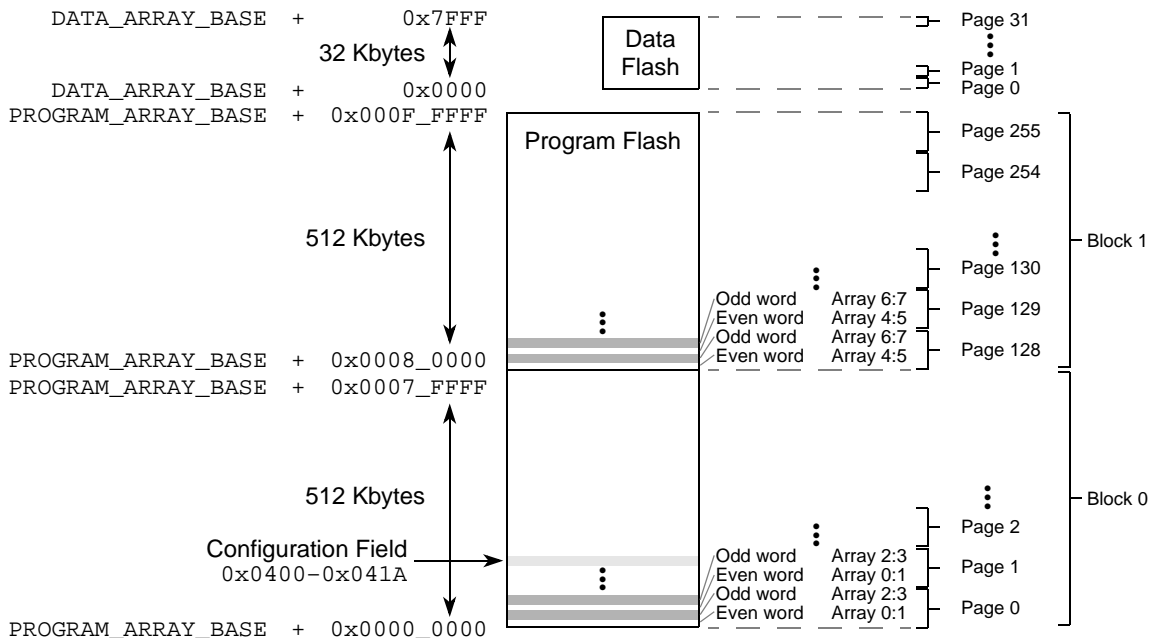 DATA_ARRAY_BASE + 0x7FFF
32 Kbytes
DATA_ARRAY_BASE + 0x0000
PROGRAM_ARRAY_BASE + 0x000F_FFFF
512 Kbytes
PROGRAM_ARRAY_BASE + 0x0008_0000
PROGRAM_ARRAY_BASE + 0x0007_FFFF
512 Kbytes
Configuration Field
0x0400-0x041A
PROGRAM_ARRAY_BASE + 0x0000_0000
Data
Flash
Program Flash
Page 31
Page 1
Page 0
Page 255
Page 254
Page 130
Odd word Array 6:7
Even word Array 4:5
Page 129
Odd word Array 6:7
Even word Array 4:5
Page 128
Block 1
Page 2
Odd word Array 2:3
Even word Array 0:1
Page 1
Odd word Array 2:3
Even word Array 0:1
Page 0
Block 0